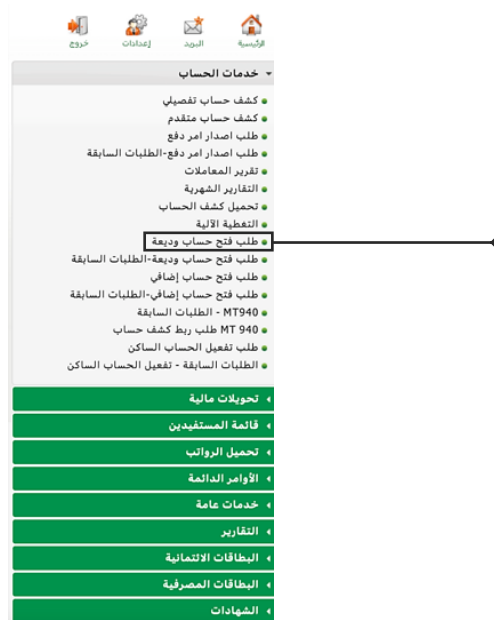 الرئيسية البريد إعدادات خروج
خدمات الحساب
كشف حساب تفصيلي
كشف حساب متقدم
طلب اصدار امر دفع
طلب اصدار امر دفع-الطلبات السابقة
تقرير المعاملات
التقارير الشهرية
تحميل كشف الحساب
التغطية الآلية
طلب فتح حساب وديعة
طلب فتح حساب وديعة-الطلبات السابقة
طلب فتح حساب إضافي
طلب فتح حساب إضافي-الطلبات السابقة
MT940 - الطلبات السابقة
MT 940 طلب ربط كشف حساب
طلب تفعيل الحساب الساكن
الطلبات السابقة - تفعيل الحساب الساكن
تحويلات مالية
قائمة المستفيدين
تحميل الرواتب
الأوامر الدائمة
خدمات عامة
التقارير
البطاقات الائتمانية
البطاقات المصرفية
الشهادات